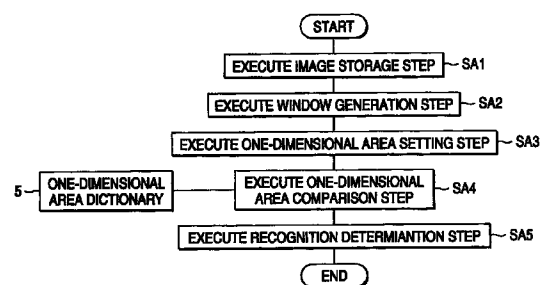 START
EXECUTE IMAGE STORAGE STEP
SA1
EXECUTE WINDOW GENERATION STEP
SA2
EXECUTE ONE-DIMENSIONAL AREA SETTING STEP
SA3
5
ONE-DIMENSIONAL
AREA DICTIONARY
EXECUTE ONE-DIMENSIONAL
AREA COMPARISON STEP
SA4
EXECUTE RECOGNITION DETERMIANTION STEP
SA5
END